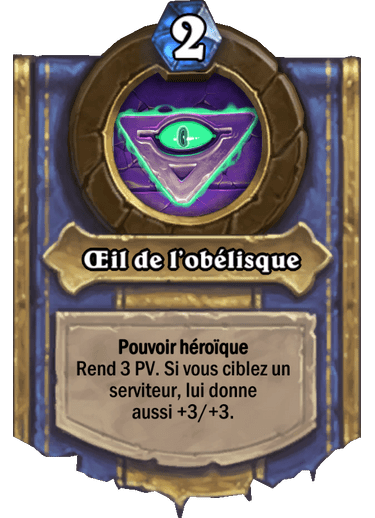 2
Œil de l'obélisque
Pouvoir héroïque
Rend 3 PV. Si vous ciblez un
serviteur, lui donne
aussi +3/+3.